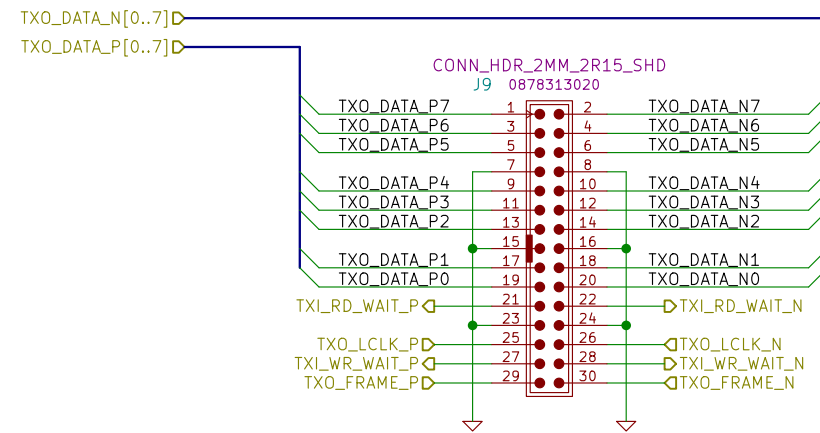 TXO_DATA_N[0..7]
TXO_DATA_P[0..7]
CONN_HDR_2MM_2R15_SHD
J9 0878313020
TXO_DATA_P7 1 2 TXO_DATA_N7
TXO_DATA_P6 3 4 TXO_DATA_N6
TXO_DATA_P5 5 6 TXO_DATA_N5
7 8
TXO_DATA_P4 9 10 TXO_DATA_N4
TXO_DATA_P3 11 12 TXO_DATA_N3
TXO_DATA_P2 13 14 TXO_DATA_N2
15 16
TXO_DATA_P1 17 18 TXO_DATA_N1
TXO_DATA_P0 19 20 TXO_DATA_N0
TXI_RD_WAIT_P 21 22 TXI_RD_WAIT_N
23 24
TXO_LCLK_P 25 26 TXO_LCLK_N
TXI_WR_WAIT_P 27 28 TXI_WR_WAIT_N
TXO_FRAME_P 29 30 TXO_FRAME_N